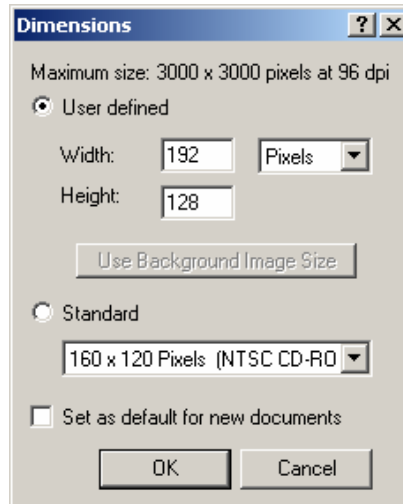 Dimensions
Maximum size: 3000 x 3000 pixels at 96 dpi
User defined
Width: 192 Pixels
Height: 128
Use Background Image Size
Standard
160 x 120 Pixels (NTSC CD-RO
Set as default for new documents
OK Cancel